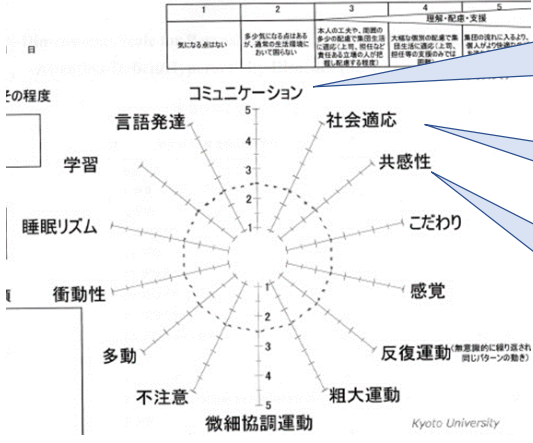 1 2 3 4 5
理解・配慮・支援
気になる点はない
多少気になる点はあるが、通常の生活環境において困らない
本人の工夫や、周囲の多少の配慮で集団生活に適応(上司、担任など責任ある立場の人が把握し配慮する程度)
大幅な個別の配慮で集団生活に適応(上司、担任等の支援のみでは
集団の流れに入るより、
日
その程度
コミュニケーション
言語発達
社会適応
学習
共感性
睡眠リズム
こだわり
衝動性
感覚
多動
反復運動(無意識的に繰り返され
同じパターンの動き)
不注意
粗大運動
微細協調運動
5
4
3
2
1
1
2
3
4
5
Kyoto University